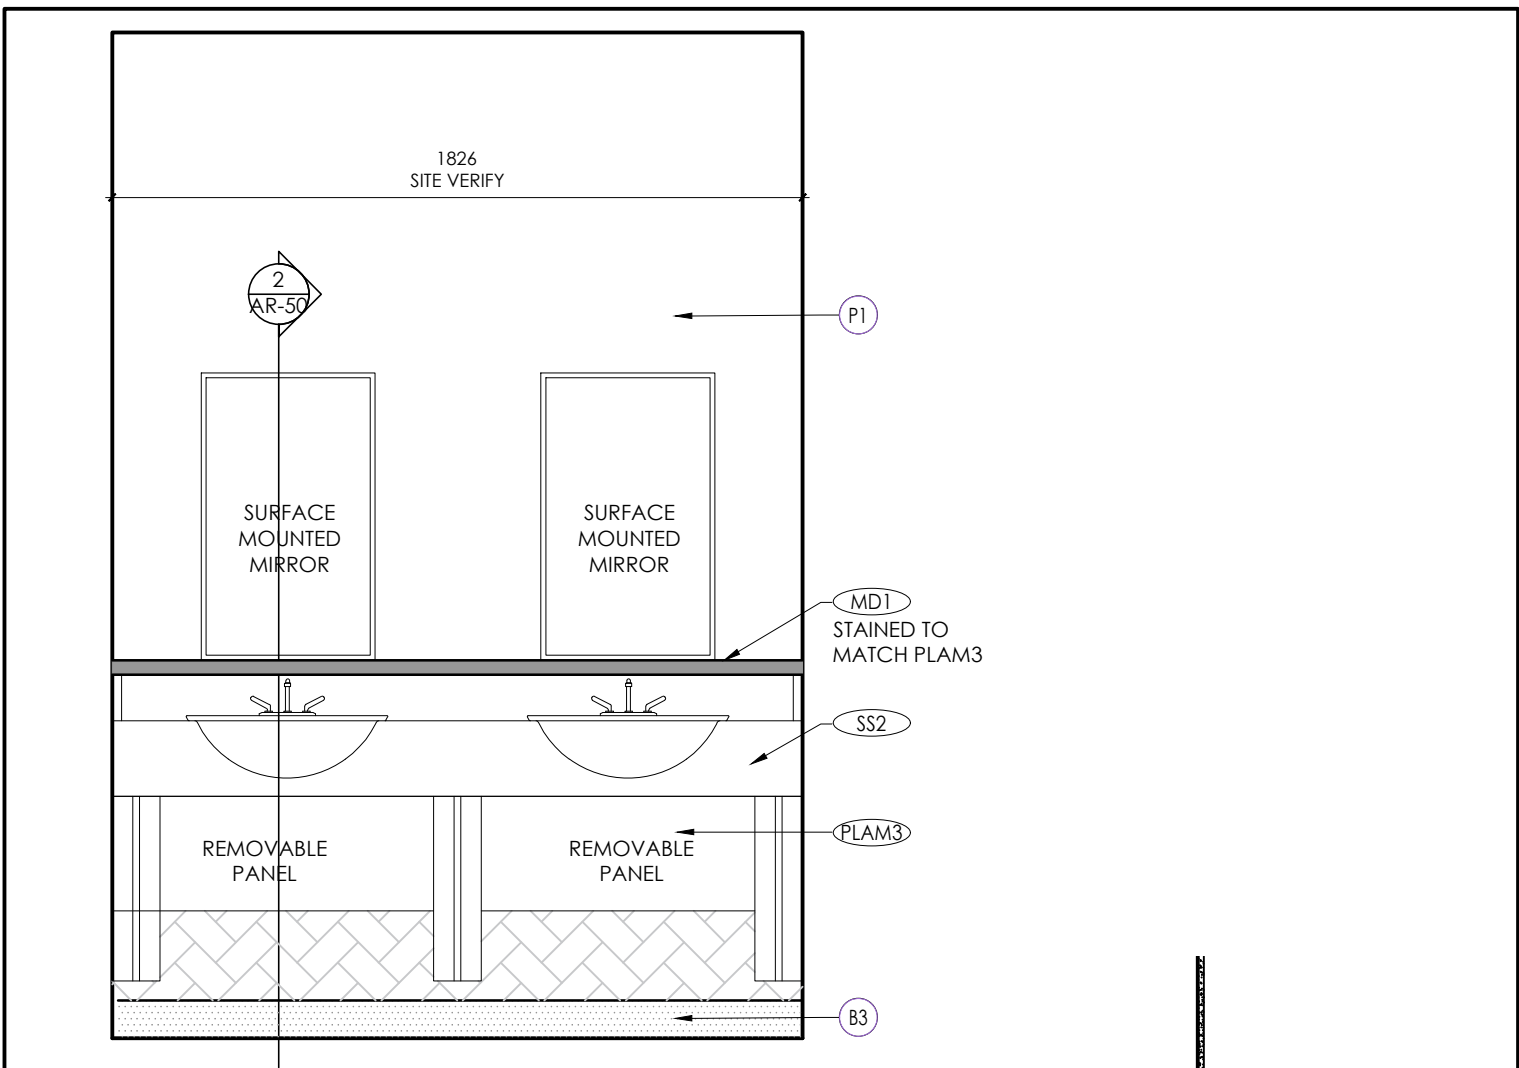 1826
SITE VERIFY
2
AR-50
P1
SURFACE
MOUNTED
MIRROR
SURFACE
MOUNTED
MIRROR
MD1
STAINED TO
MATCH PLAM3
SS2
PLAM3
REMOVABLE
PANEL
REMOVABLE
PANEL
B3